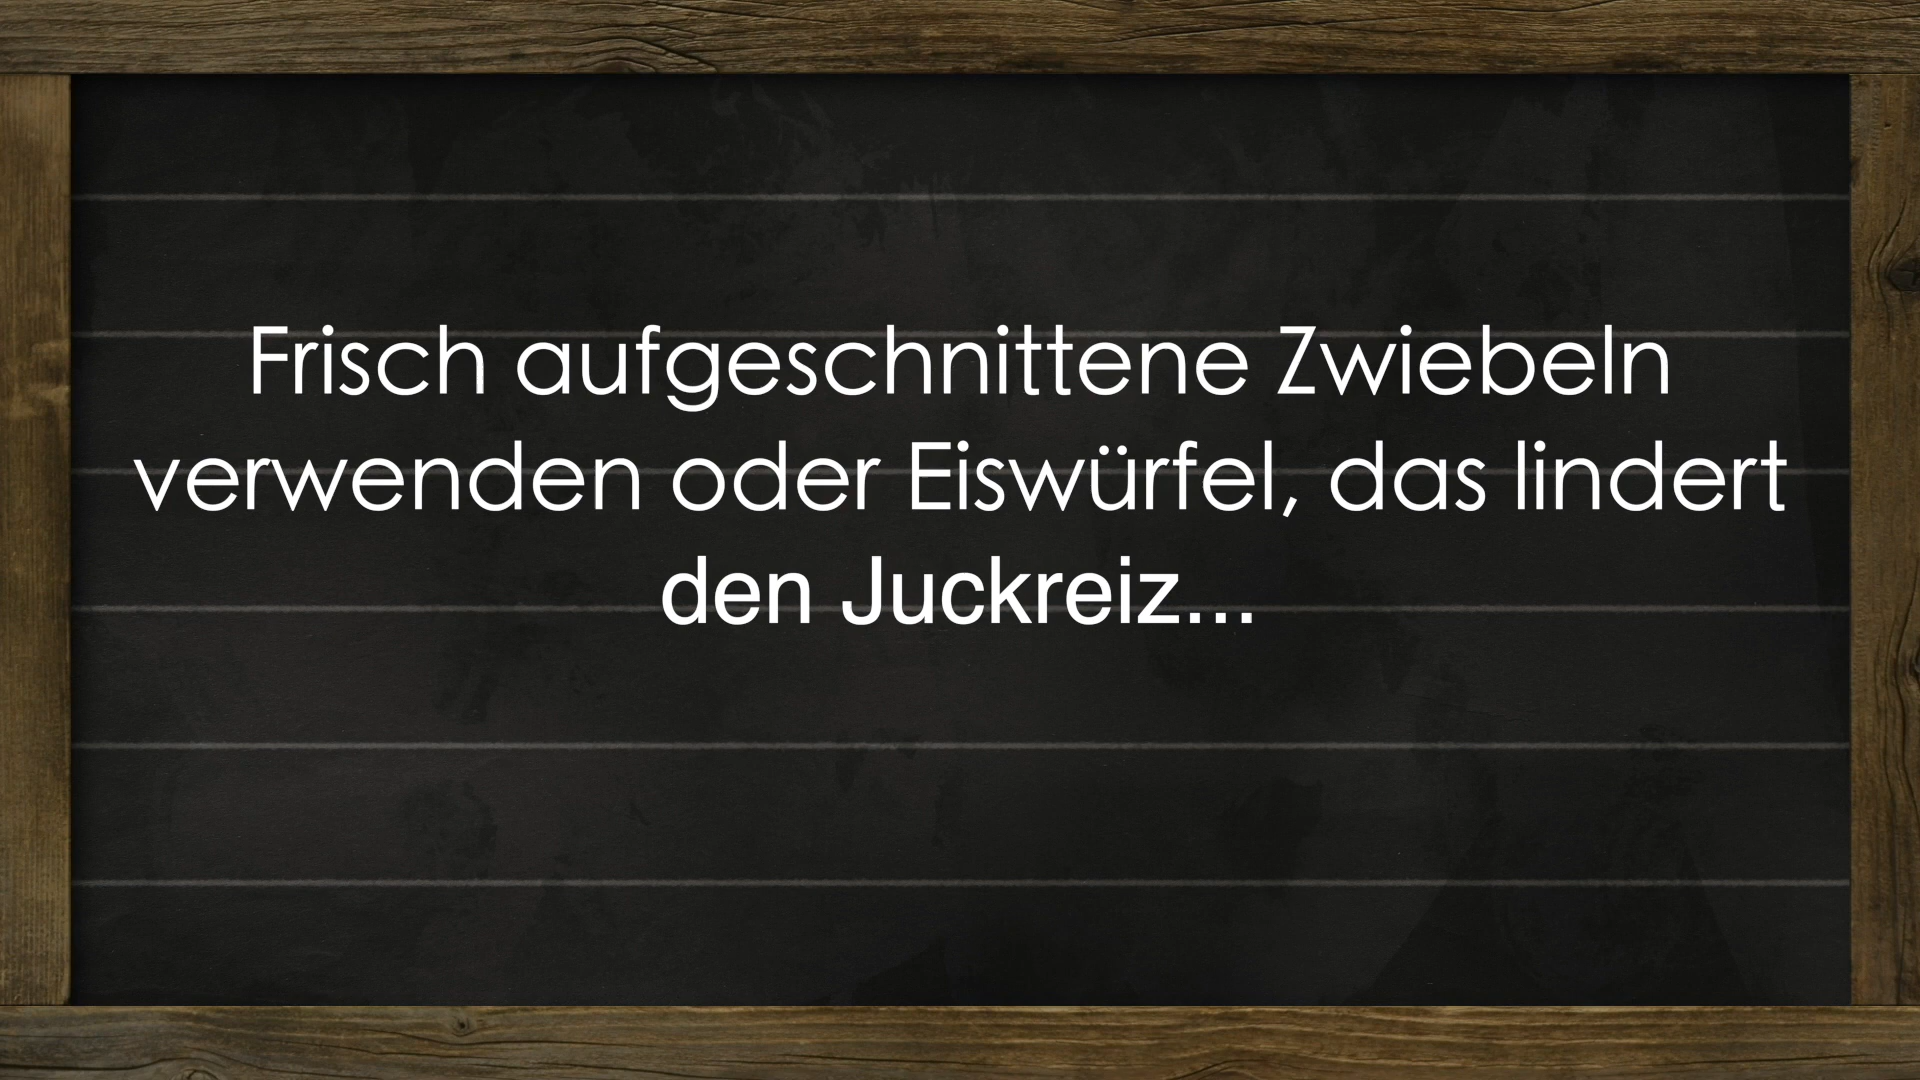 Frisch aufgeschnittene Zwiebeln
verwenden oder Eiswürfel, das lindert
den Juckreiz...